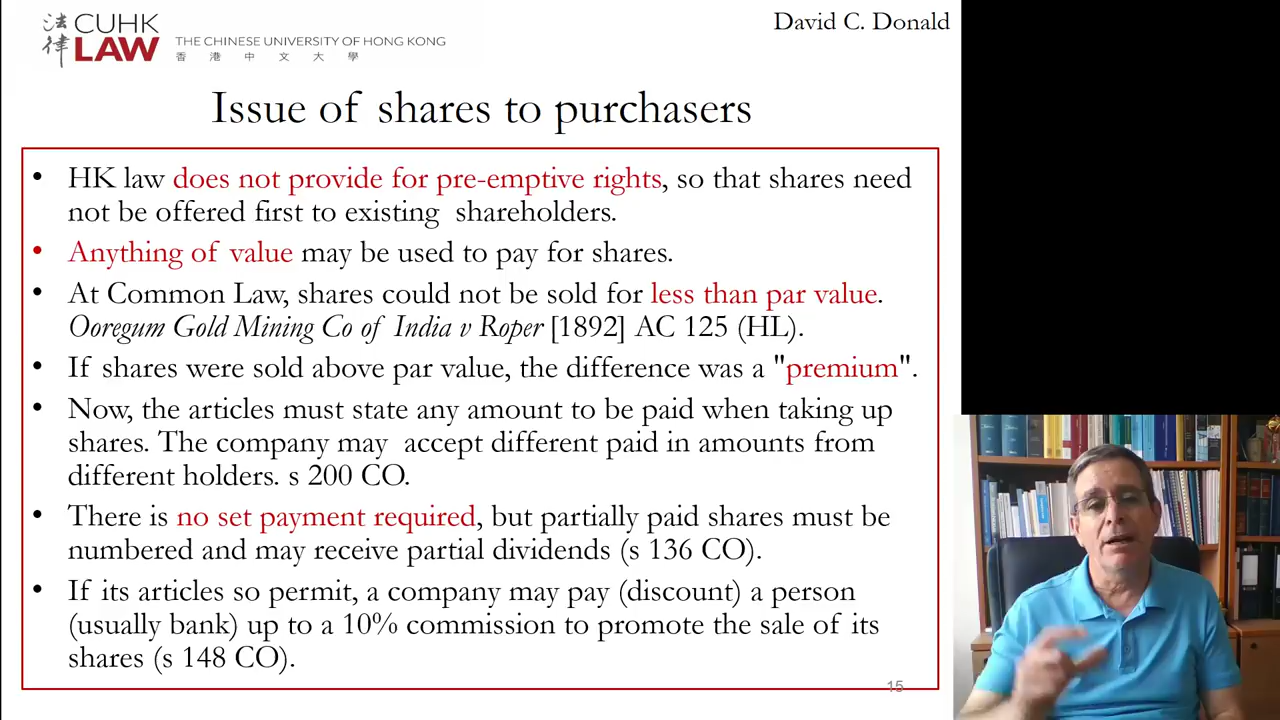 法律 CUHK LAW
THE CHINESE UNIVERSITY OF HONG KONG
香港中文大學
David C. Donald
Issue of shares to purchasers
• HK law does not provide for pre-emptive rights, so that shares need
not be offered first to existing shareholders.
• Anything of value may be used to pay for shares.
• At Common Law, shares could not be sold for less than par value.
Ooregum Gold Mining Co of India v Roper [1892] AC 125 (HL).
• If shares were sold above par value, the difference was a "premium".
• Now, the articles must state any amount to be paid when taking up
shares. The company may accept different paid in amounts from
different holders. s 200 CO.
• There is no set payment required, but partially paid shares must be
numbered and may receive partial dividends (s 136 CO).
• If its articles so permit, a company may pay (discount) a person
(usually bank) up to a 10% commission to promote the sale of its
shares (s 148 CO).
15